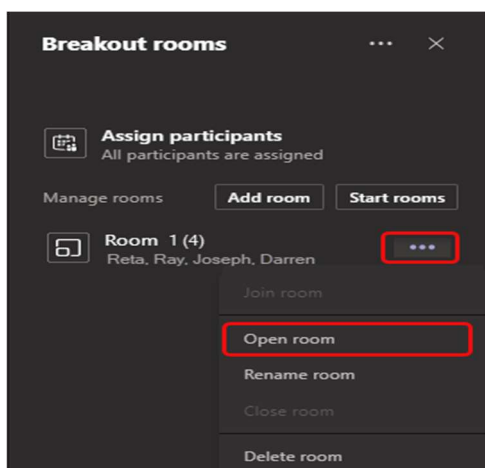 Breakout rooms
Assign participants
All participants are assigned
Manage rooms Add room Start rooms
Room 1 (4)
Reta, Ray, Joseph, Darren
Join room
Open room
Rename room
Close room
Delete room